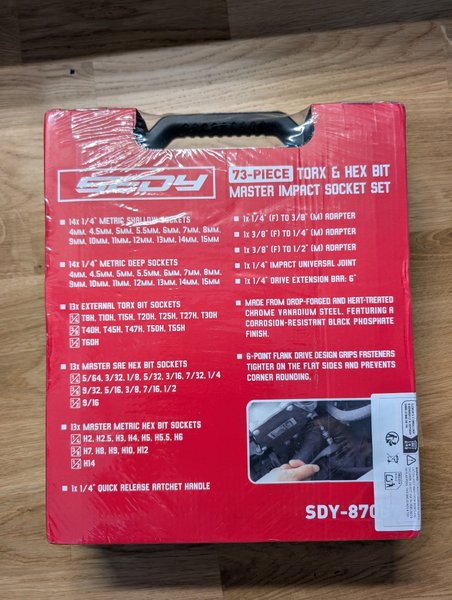 SEDY
73-PIECE TORX & HEX BIT
MASTER IMPACT SOCKET SET
14x 1/4" METRIC SHALLOW SOCKETS
4MM, 4.5MM, 5MM, 5.5MM, 6MM, 7MM, 8MM,
9MM, 10MM, 11MM, 12MM, 13MM, 14MM, 15MM
14x 1/4" METRIC DEEP SOCKETS
4MM, 4.5MM, 5MM, 5.5MM, 6MM, 7MM, 8MM,
9MM, 10MM, 11MM, 12MM, 13MM, 14MM, 15MM
13x EXTERNAL TORX BIT SOCKETS
T8H, T10H, T15H, T20H, T25H, T27H, T30H
T40H, T45H, T47H, T50H, T55H
T60H
13x MASTER SAE HEX BIT SOCKETS
5/64, 3/32, 1/8, 5/32, 3/16, 7/32, 1/4
9/32, 5/16, 3/8, 7/16, 1/2
9/16
13x MASTER METRIC HEX BIT SOCKETS
H2, H2.5, H3, H4, H5, H5.5, H6
H7, H8, H9, H10, H12
H14
1x 1/4" QUICK RELEASE RATCHET HANDLE
1x 1/4" (F) TO 3/8" (M) ADAPTER
1x 3/8" (F) TO 1/4" (M) ADAPTER
1x 3/8" (F) TO 1/2" (M) ADAPTER
1x 1/4" IMPACT UNIVERSAL JOINT
1x 1/4" DRIVE EXTENSION BAR: 6"
MADE FROM DROP-FORGED AND HEAT-TREATED
CHROME VANADIUM STEEL. FEATURING A
CORROSION-RESISTANT BLACK PHOSPHATE
FINISH.
6-POINT FLANK DRIVE DESIGN GRIPS FASTENERS
TIGHTER ON THE FLAT SIDES AND PREVENTS
CORNER ROUNDING.
SDY-870